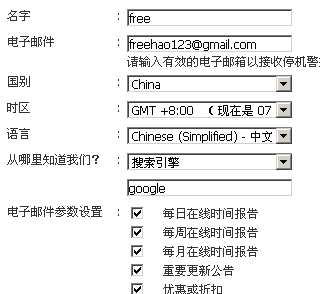 名字 : free
电子邮件 : freehao123@gmail.com
请输入有效的电子邮箱以接收停机警
国别 : China
时区 : GMT +8:00 （现在是 07
语言 : Chinese (Simplified) - 中文
从哪里知道我们? : 搜索引擎
google
电子邮件参数设置 : 每日在线时间报告
每周在线时间报告
每月在线时间报告
重要更新公告
优惠或折扣